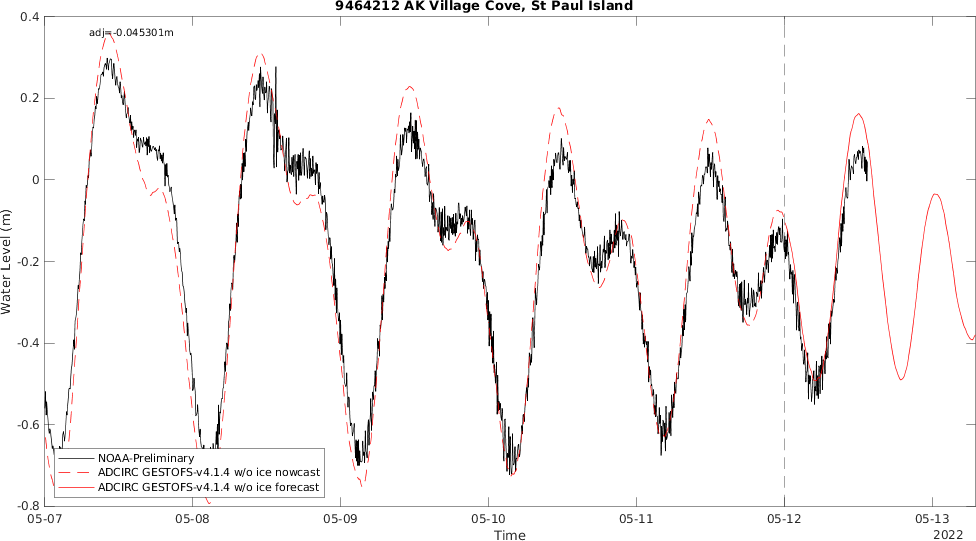 9464212 AK Village Cove, St Paul Island
adj=-0.045301m
0.4
0.2
0
-0.2
-0.4
-0.6
-0.8
Water Level (m)
NOAA-Preliminary
ADCIRC GESTOFS-v4.1.4 w/o ice nowcast
ADCIRC GESTOFS-v4.1.4 w/o ice forecast
05-07 05-08 05-09 05-10 05-11 05-12 05-13
Time
2022